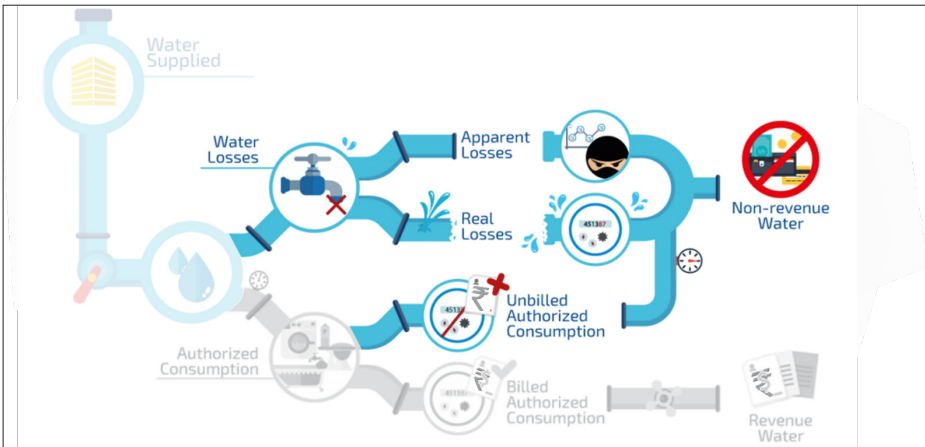 Water
Supplied
Water
Losses
Apparent
Losses
Real
Losses
451387
Non-revenue
Water
Unbilled
Authorized
Consumption
Authorized
Consumption
Billed
Authorized
Consumption
Revenue
Water